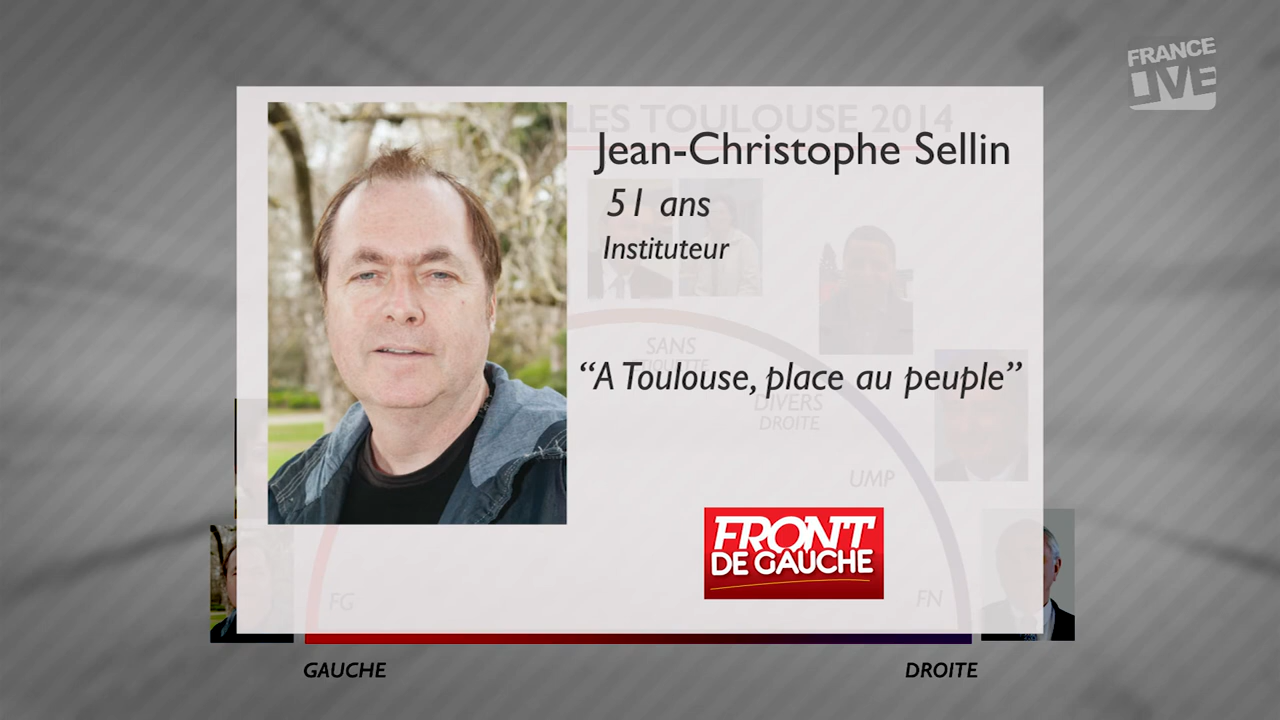 FRANCE
LIVE
LES TOULOUSE 2014
Jean-Christophe Sellin
51 ans
Instituteur
SANS
ETIQUETTE
“A Toulouse, place au peuple”
DIVERS
DROITE
UMP
FRONT
DE GAUCHE
FG
FN
GAUCHE
DROITE